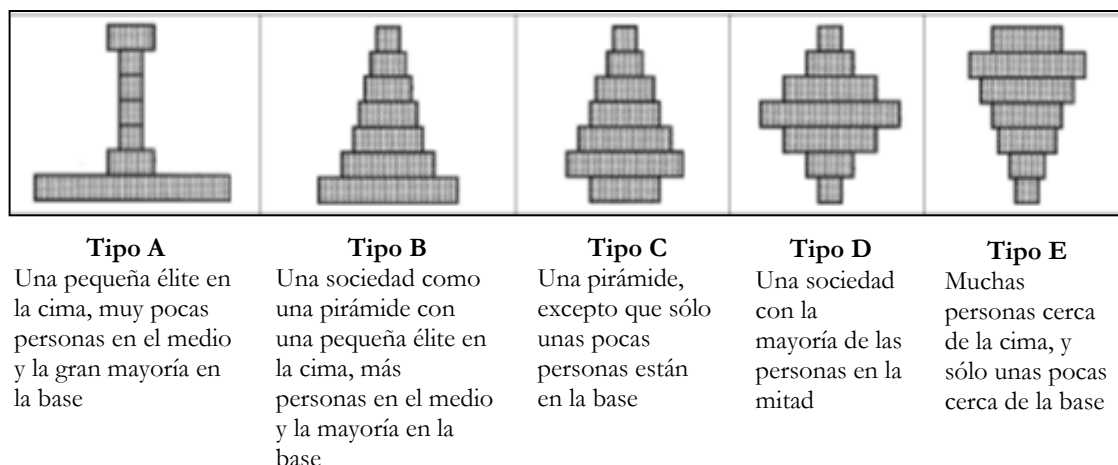 Tipo A
Una pequeña élite en
la cima, muy pocas
personas en el medio
y la gran mayoría en
la base
Tipo B
Una sociedad como
una pirámide con
una pequeña élite en
la cima, más
personas en el medio
y la mayoría en la
base
Tipo C
Una pirámide,
excepto que sólo
unas pocas
personas están
en la base
Tipo D
Una sociedad
con la
mayoría de las
personas en la
mitad
Tipo E
Muchas
personas cerca
de la cima, y
sólo unas pocas
cerca de la base